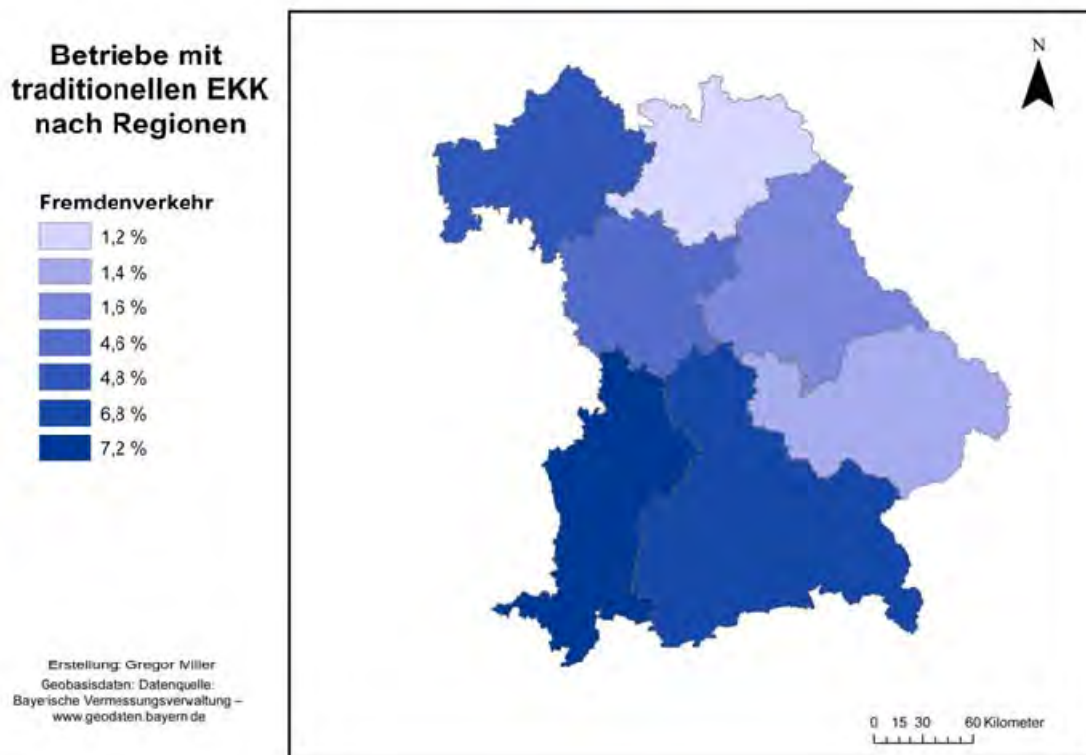 Betriebe mit
traditionellen EKK
nach Regionen
Fremdenverkehr
1,2 %
1,4 %
1,6 %
4,6 %
4,8 %
6,8 %
7,2 %
Erstellung: Gregor Miller
Geobasisdaten: Datenquelle:
Bayerische Vermessungsverwaltung –
www.geodaten.bayern.de
N
0 15 30 60 Kilometer